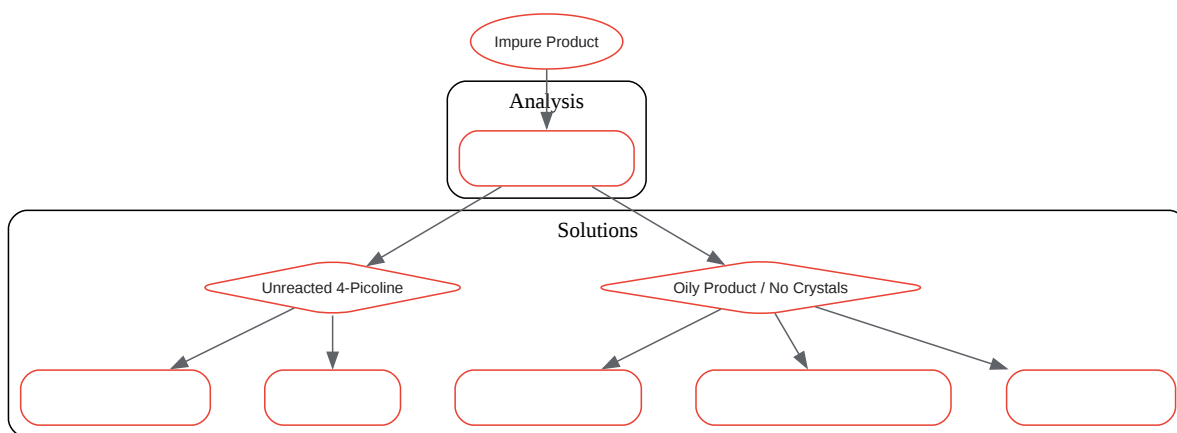 Impure Product
Analysis
Solutions
Unreacted 4-Picoline
Oily Product / No Crystals